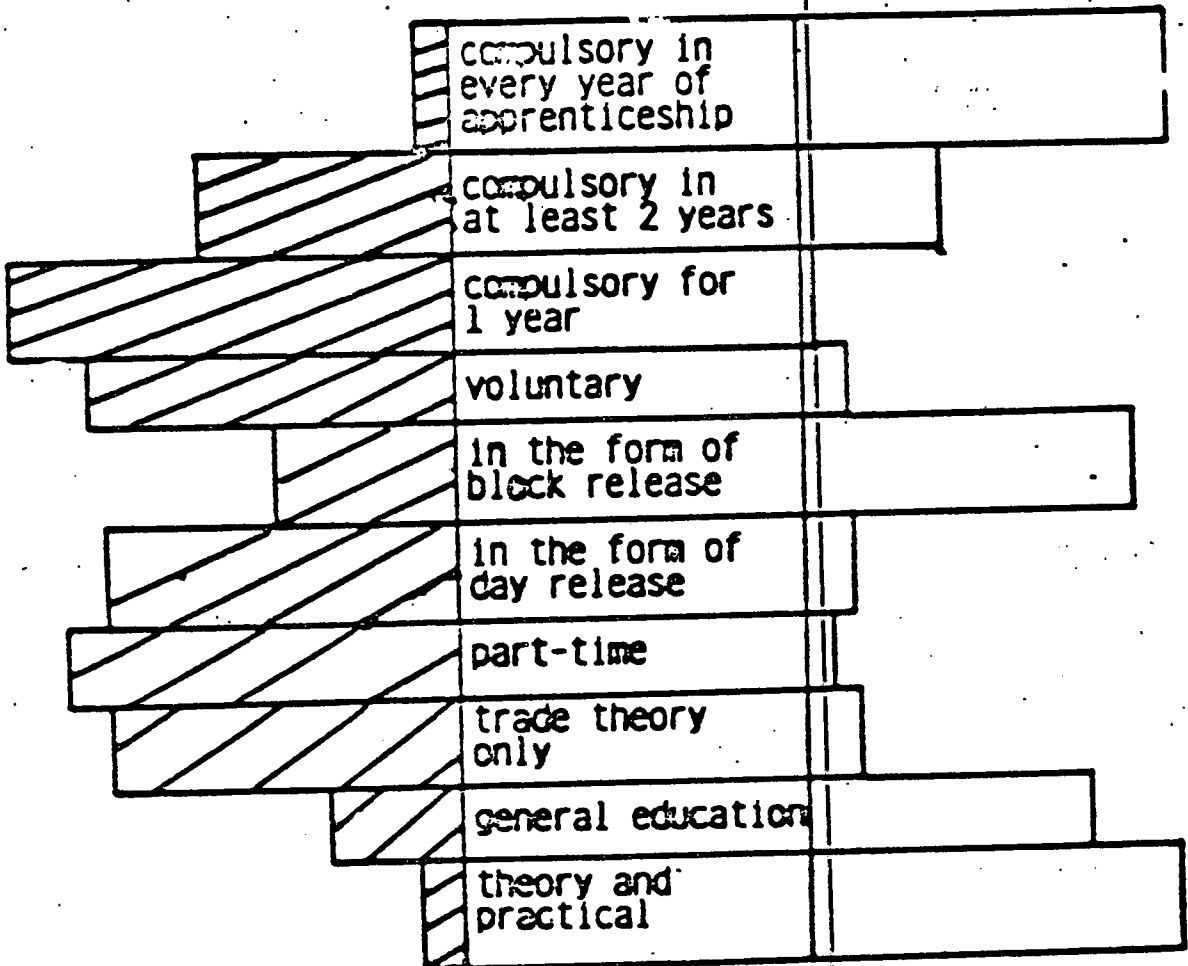 compulsory in
every year of
apprenticeship
compulsory in
at least 2 years
compulsory for
1 year
voluntary
in the form of
block release
in the form of
day release
part-time
trade theory
only
general education
theory and
practical